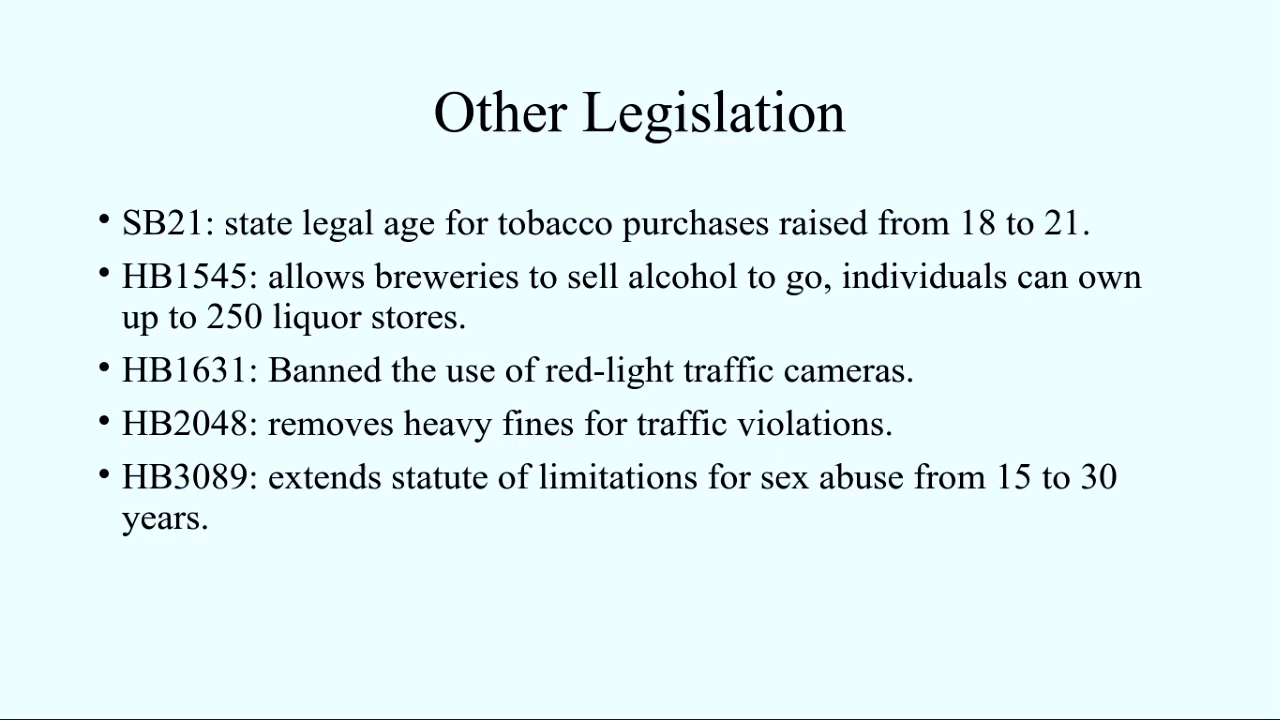 Other Legislation
• SB21: state legal age for tobacco purchases raised from 18 to 21.
• HB1545: allows breweries to sell alcohol to go, individuals can own
up to 250 liquor stores.
• HB1631: Banned the use of red-light traffic cameras.
• HB2048: removes heavy fines for traffic violations.
• HB3089: extends statute of limitations for sex abuse from 15 to 30
years.